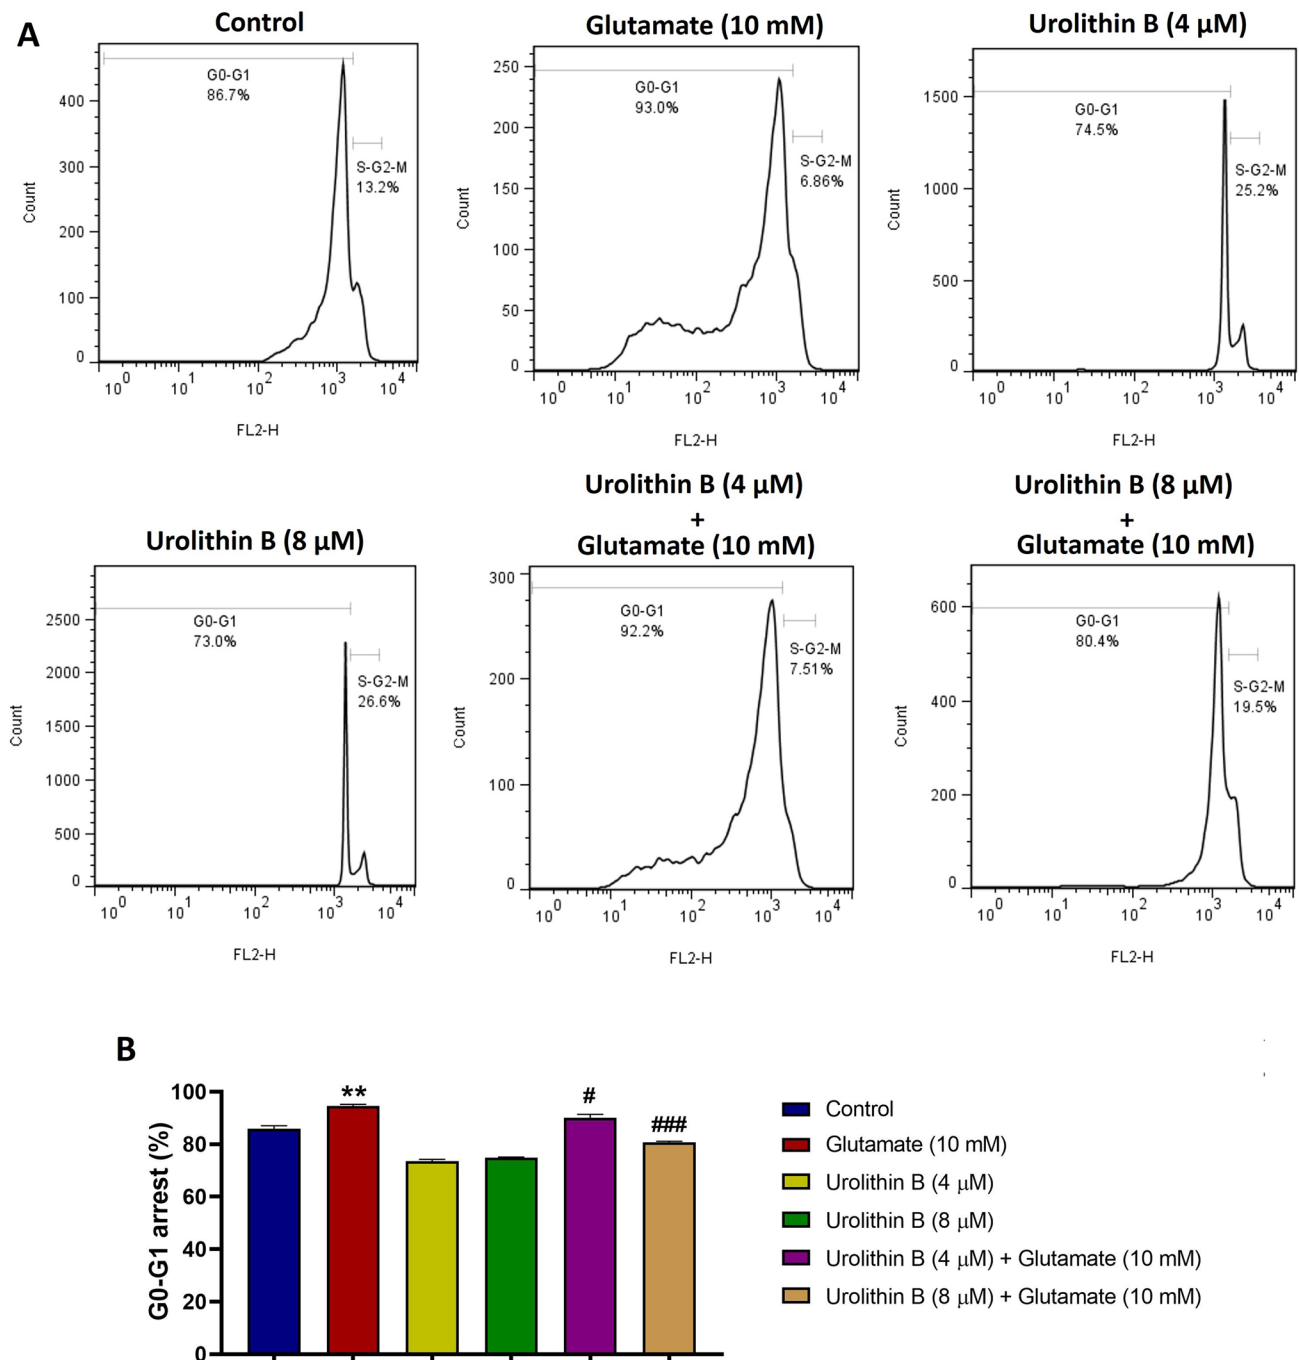 A
Control
Glutamate (10 mM)
Urolithin B (4 µM)
G0-G1
86.7%
S-G2-M
13.2%
400
300
200
100
0
Count
10^0 10^1 10^2 10^3 10^4
FL2-H
G0-G1
93.0%
S-G2-M
6.86%
250
200
150
100
50
0
Count
10^0 10^1 10^2 10^3 10^4
FL2-H
G0-G1
74.5%
S-G2-M
25.2%
1500
1000
500
0
Count
10^0 10^1 10^2 10^3 10^4
FL2-H
Urolithin B (8 µM)
Urolithin B (4 µM)
+
Glutamate (10 mM)
Urolithin B (8 µM)
+
Glutamate (10 mM)
G0-G1
73.0%
S-G2-M
26.6%
2500
2000
1500
1000
500
0
Count
10^0 10^1 10^2 10^3 10^4
FL2-H
G0-G1
92.2%
S-G2-M
7.51%
300
200
100
0
Count
10^0 10^1 10^2 10^3 10^4
FL2-H
G0-G1
80.4%
S-G2-M
19.5%
600
400
200
0
Count
10^0 10^1 10^2 10^3 10^4
FL2-H
B
G0-G1 arrest (%)
100
80
60
40
20
0
**
#
###
Control
Glutamate (10 mM)
Urolithin B (4 µM)
Urolithin B (8 µM)
Urolithin B (4 µM) + Glutamate (10 mM)
Urolithin B (8 µM) + Glutamate (10 mM)